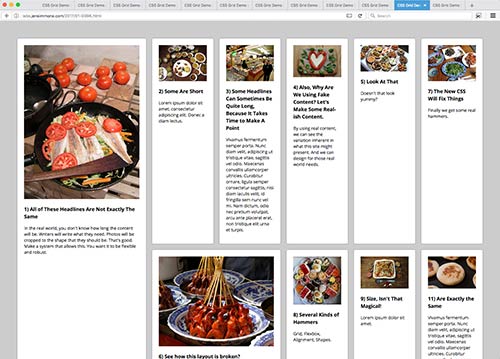 CSS Grid Demo
CSS Grid Demo
CSS Grid Demo
CSS Grid Demo
CSS Grid Demo
CSS Grid Demo
CSS Grid Demo
CSS Grid De
CSS Grid Demo
labs.jensimmons.com/2017/01-009B.html
Search
1) All of These Headlines Are Not Exactly The
Same
In the real world, you don't know how long the content
will be. Writers will write what they need. Photos will be
cropped to the shape that they should be. That's good.
Make a system that allows this. You want it to be flexible
and robust.
2) Some Are Short
Lorem ipsum dolor sit
amet, consectetur
adipiscing elit. Donec a
diam lectus.
3) Some Headlines
Can Sometimes Be
Quite Long,
Because It Takes
Time to Make A
Point
Vivamus fermentum
semper porta. Nunc
diam velit, adipiscing ut
tristique vitae, sagittis
vel odio. Maecenas
convallis ullamcorper
ultricies. Curabitur
ornare, ligula semper
consectetur sagittis, nisi
diam iaculis velit, id
fringilla sem nunc vel
mi. Nam dictum, odio
nec pretium volutpat,
arcu ante placerat erat,
non tristique elit urna
et turpis.
4) Also, Why Are
We Using Fake
Content? Let's
Make Some Real-
ish Content.
By using real content,
we can see the
variation inherent in
what this site might
present. And we can
design for those real
world needs.
5) Look At That
Doesn't that look
yummy?
7) The New CSS
Will Fix Things
Finally we get some real
hammers.
6) See how this layout is broken?
8) Several Kinds of
Hammers
Grid, Flexbox,
Alignment, Shapes.
9) Size, Isn't That
Magical!
Lorem ipsum dolor sit
amet.
11) Are Exactly the
Same
Vivamus fermentum
semper porta. Nunc
diam velit, adipiscing ut
tristique vitae, sagittis
vel odio. Maecenas
convallis ullamcorper
ultricies. Curabitur